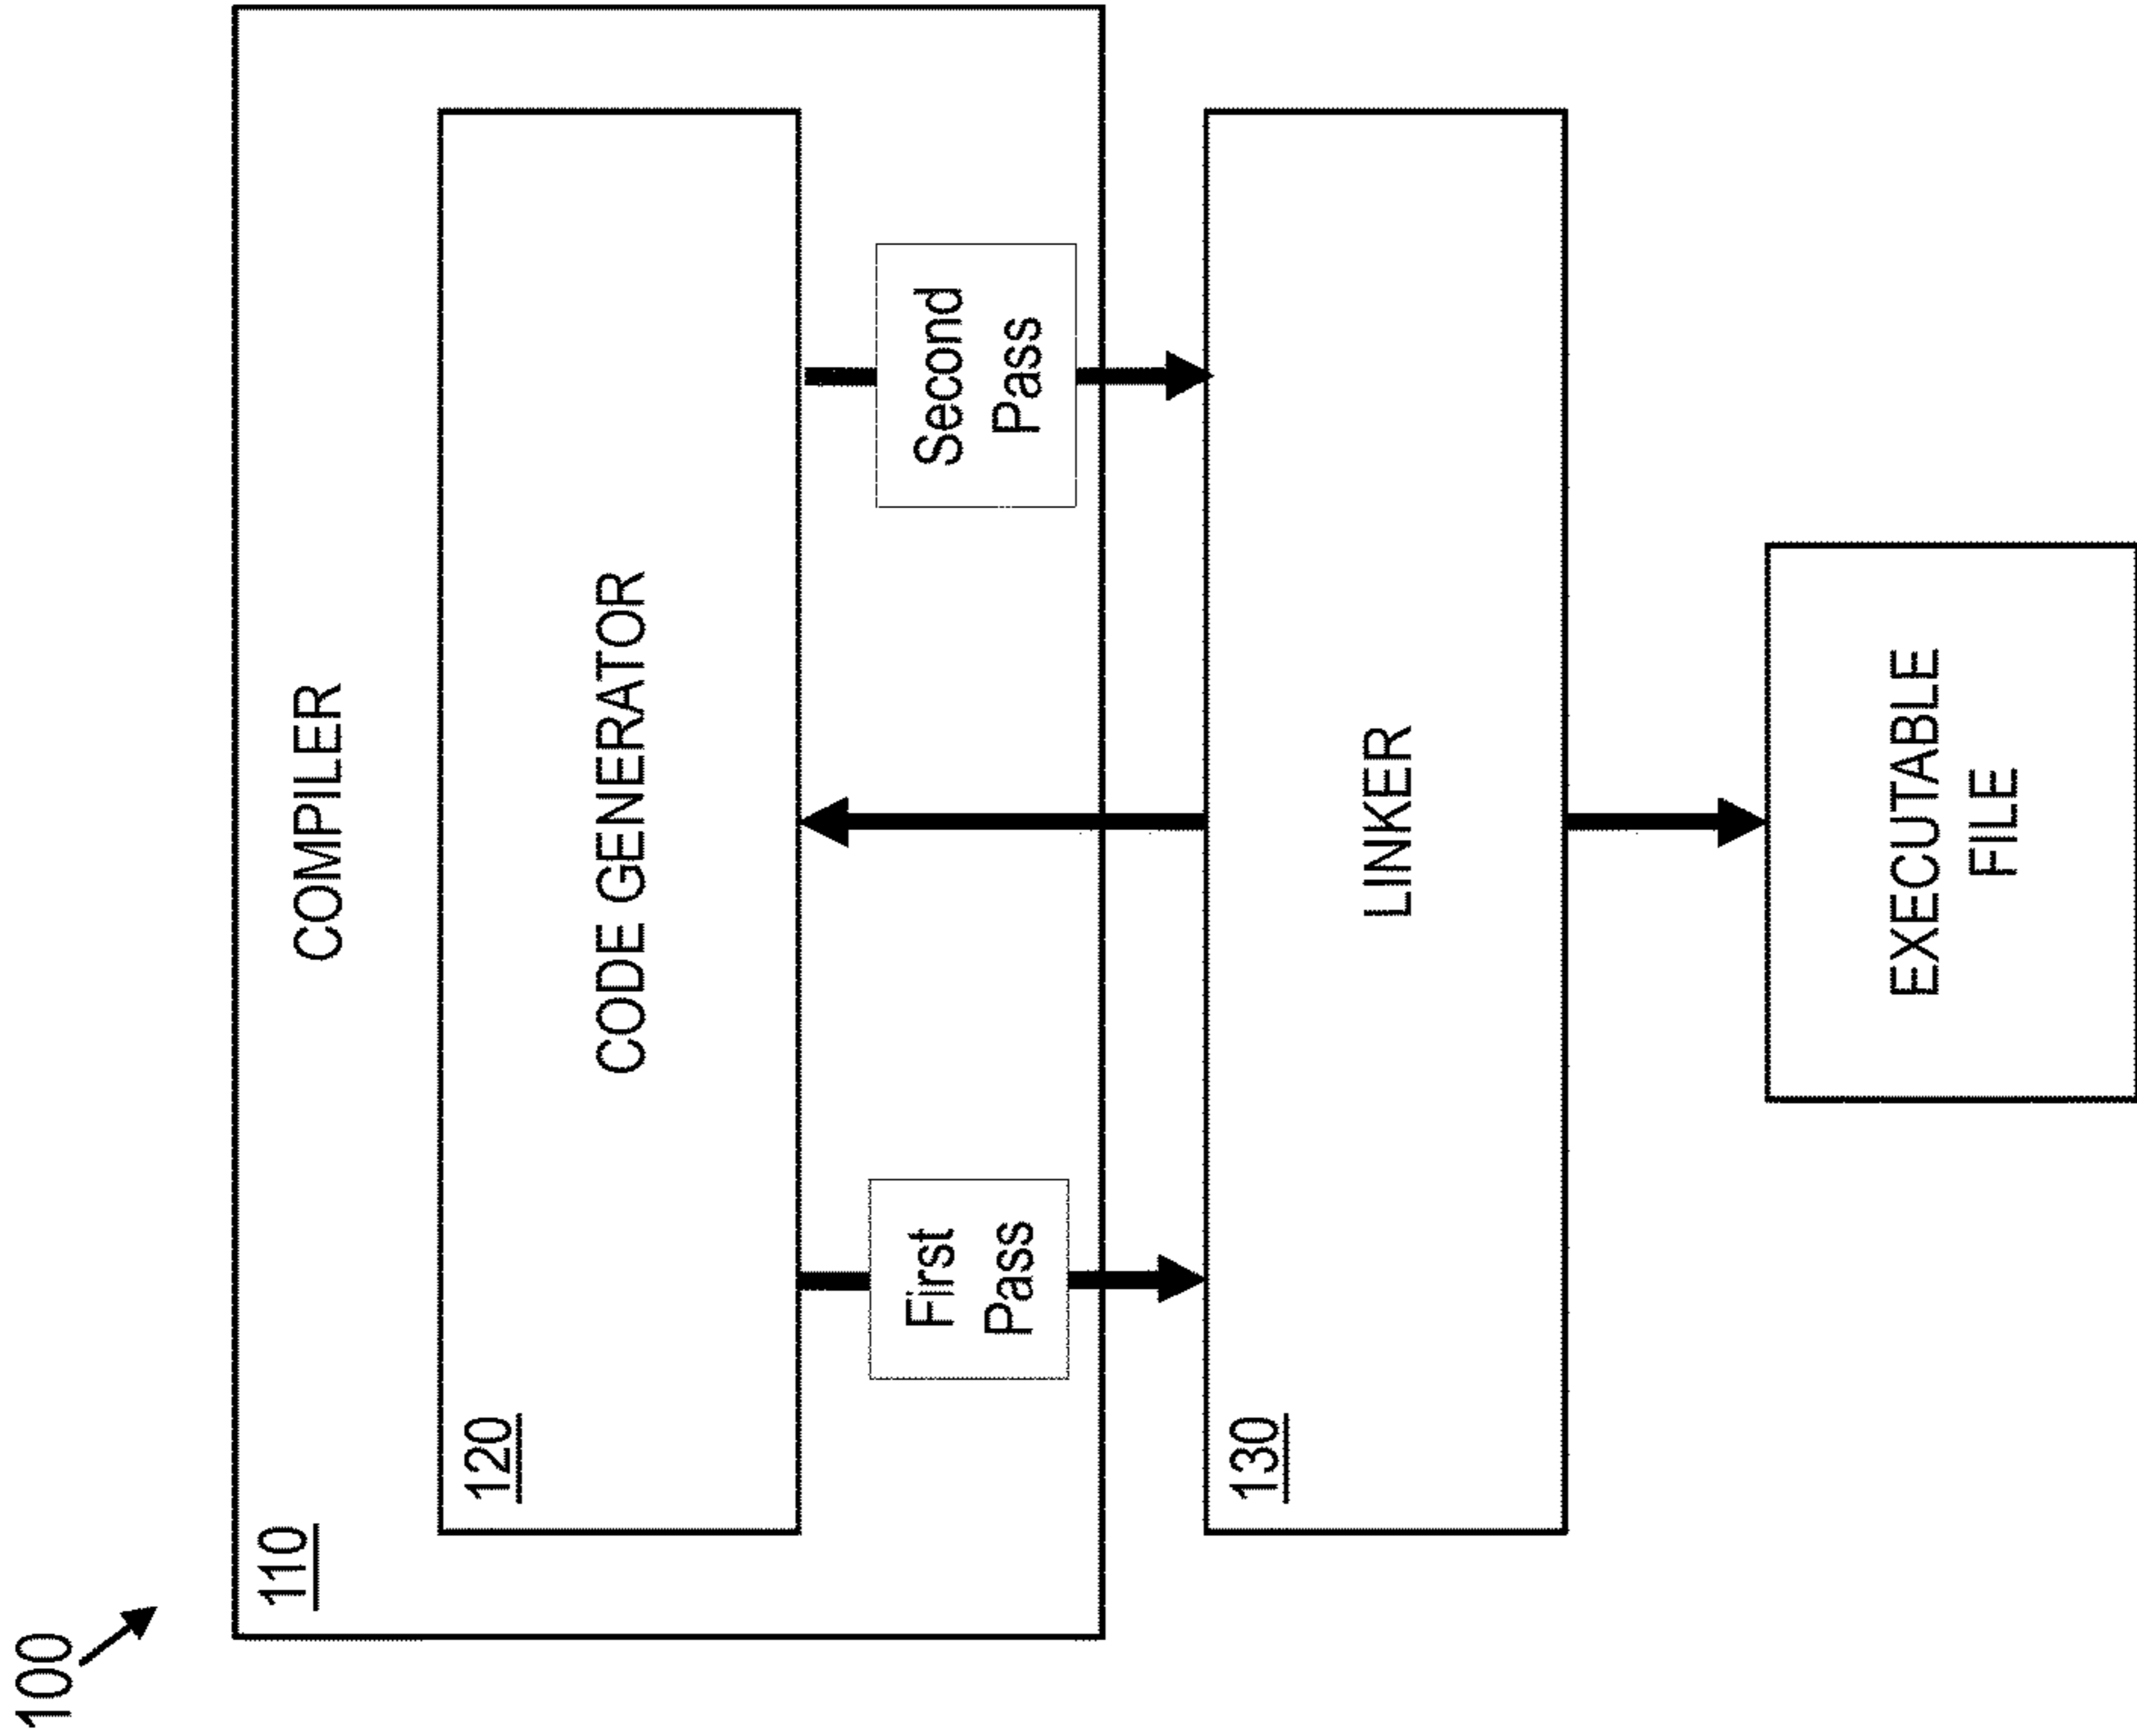 100
110
COMPILER
120
CODE GENERATOR
First
Pass
Second
Pass
130
LINKER
EXECUTABLE
FILE